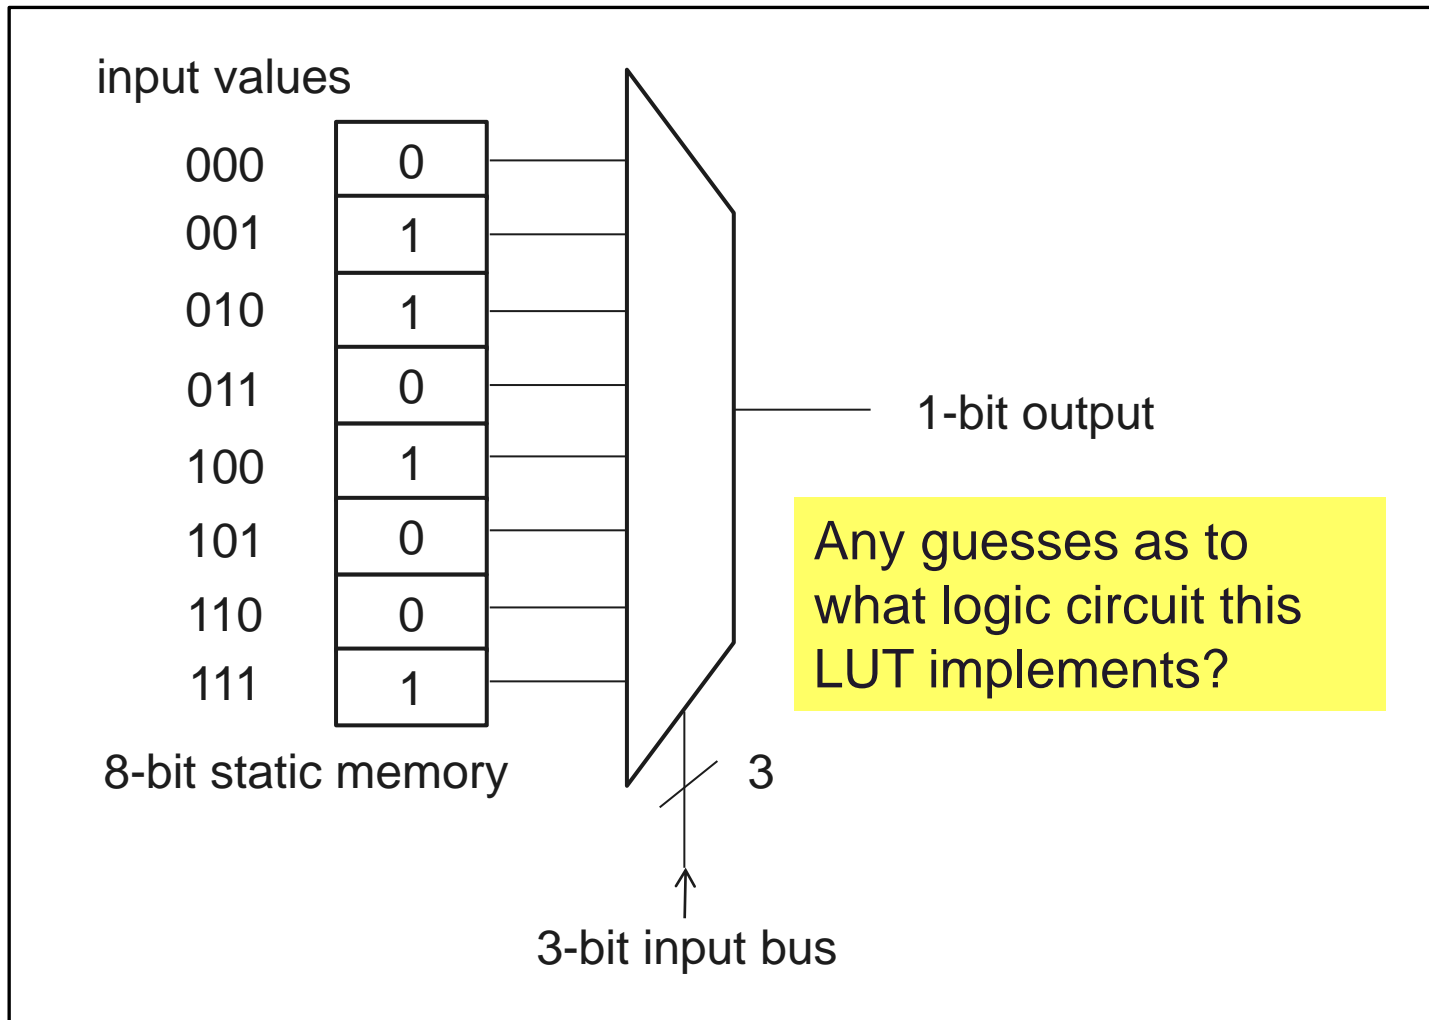 input values
000 0
001 1
010 1
011 0
100 1
101 0
110 0
111 1
1-bit output
Any guesses as to
what logic circuit this
LUT implements?
8-bit static memory
3
3-bit input bus